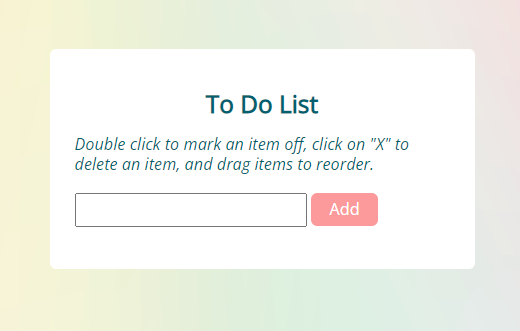 To Do List
Double click to mark an item off, click on "X" to
delete an item, and drag items to reorder.
Add